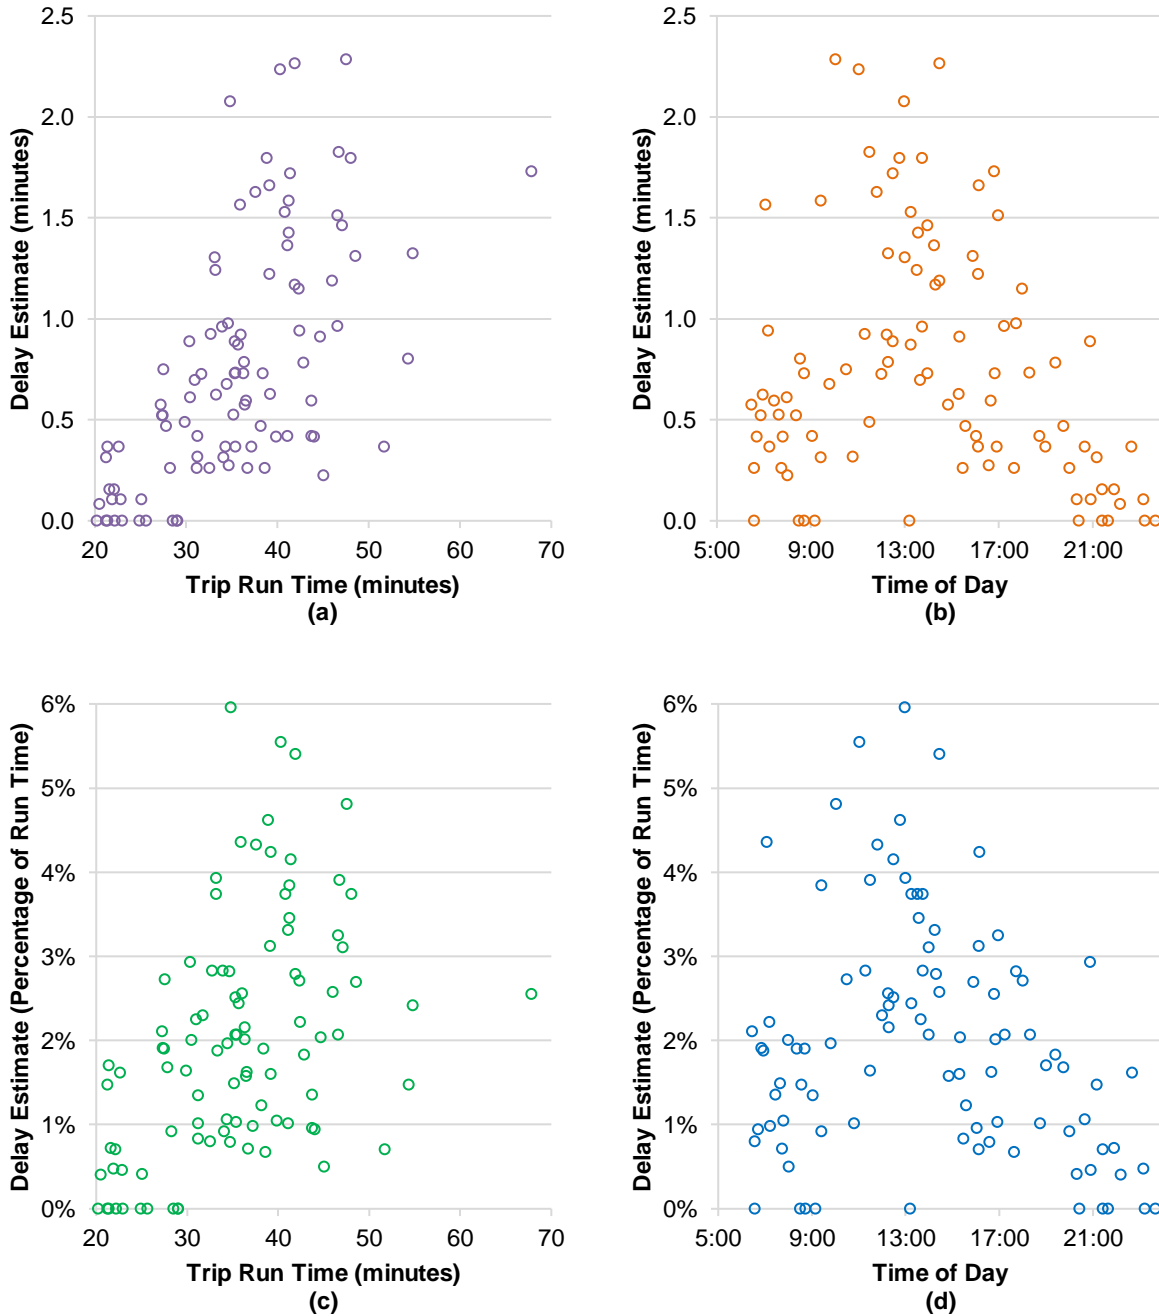 2.5
2.0
1.5
1.0
0.5
0.0
Delay Estimate (minutes)
20 30 40 50 60 70
Trip Run Time (minutes)
(a)
2.5
2.0
1.5
1.0
0.5
0.0
Delay Estimate (minutes)
5:00 9:00 13:00 17:00 21:00
Time of Day
(b)
6%
5%
4%
3%
2%
1%
0%
Delay Estimate (Percentage of Run Time)
20 30 40 50 60 70
Trip Run Time (minutes)
(c)
6%
5%
4%
3%
2%
1%
0%
Delay Estimate (Percentage of Run Time)
5:00 9:00 13:00 17:00 21:00
Time of Day
(d)